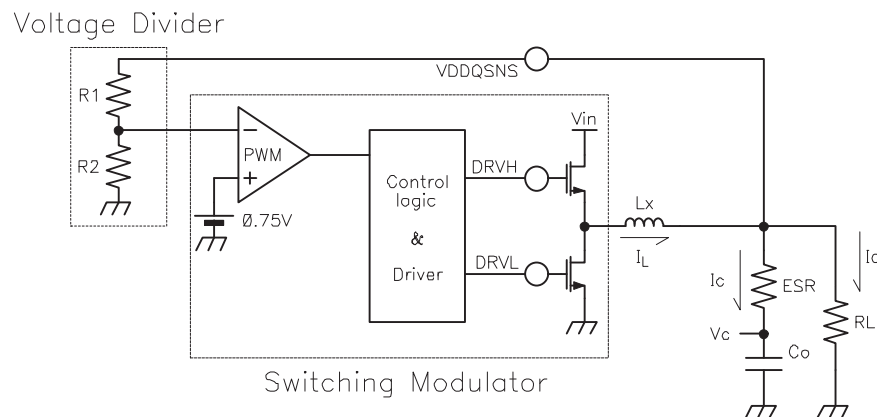 Voltage Divider
VDDQSNS
R1
R2
PWM
−
+
0.75V
Control
logic
&
Driver
DRVH
DRVL
Vin
Lx
IL
Ic
ESR
Vc
Co
RL
Switching Modulator